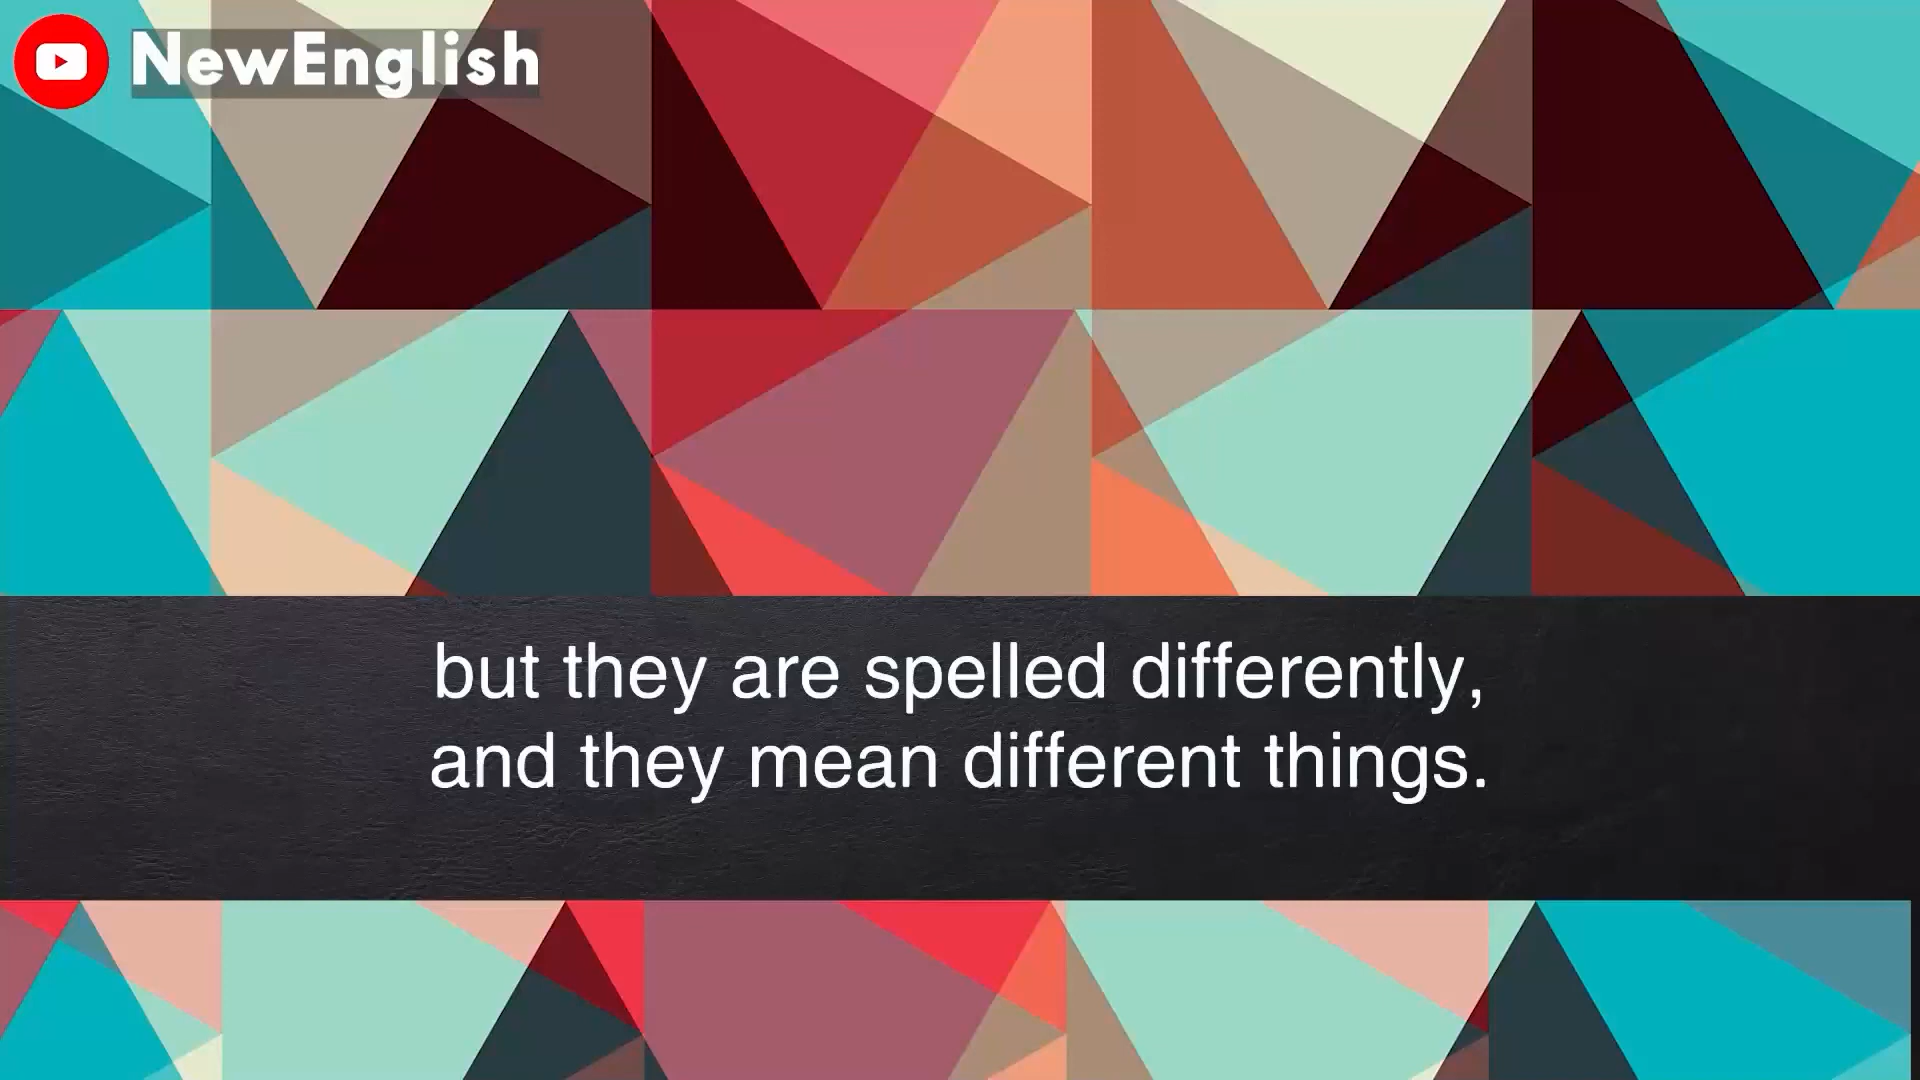 NewEnglish
but they are spelled differently,
and they mean different things.